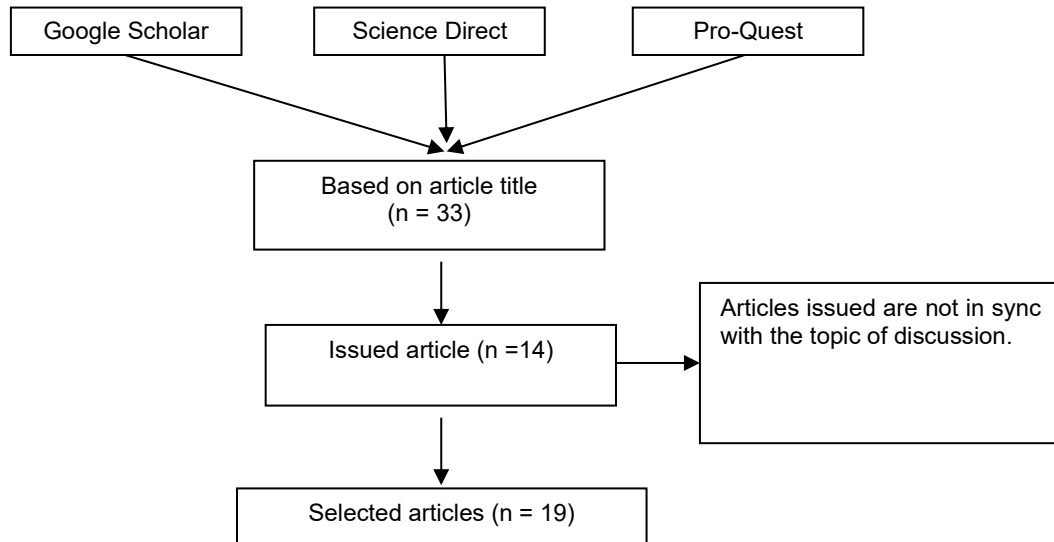 Google Scholar
Science Direct
Pro-Quest
Based on article title
(n = 33)
Articles issued are not in sync
with the topic of discussion.
Issued article (n =14)
Selected articles (n = 19)